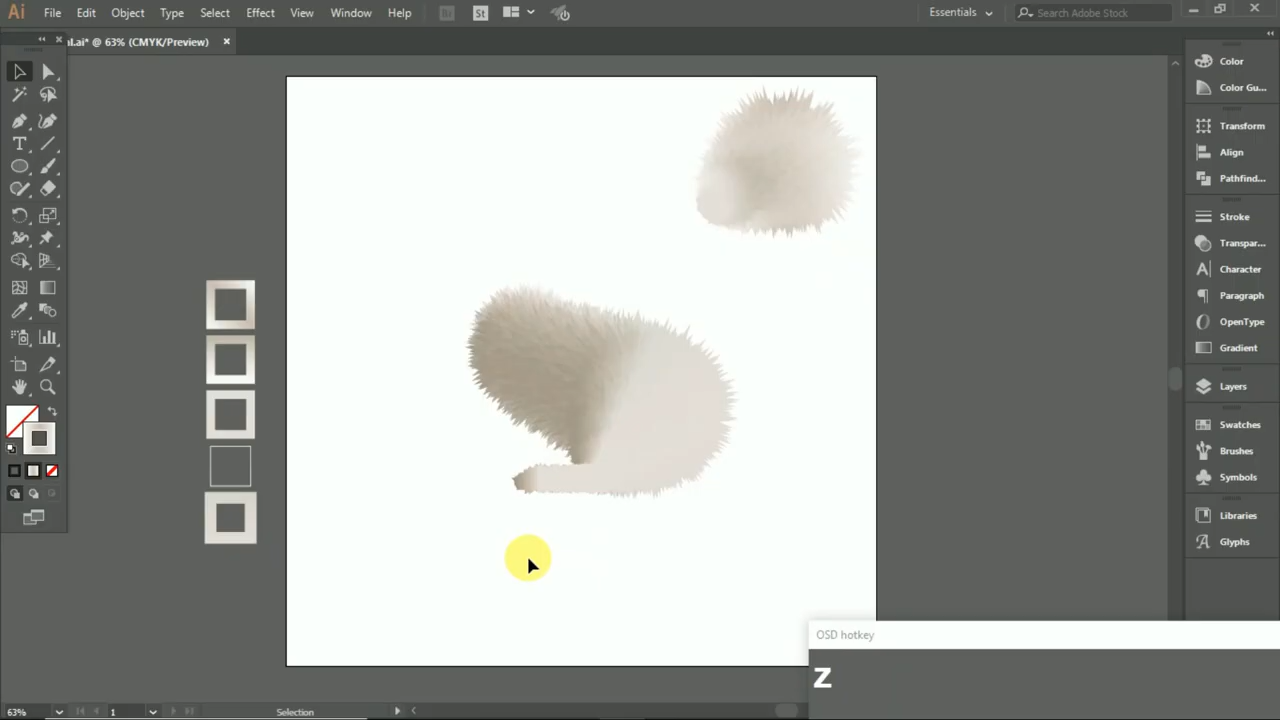 Ai File Edit Object Type Select Effect View Window Help Br St Essentials Search Adobe Stock
al.ai* @ 63% (CMYK/Preview)
Color
Color Gu...
Transform
Align
Pathfind...
Stroke
Transpar...
Character
Paragraph
OpenType
Gradient
Layers
Swatches
Brushes
Symbols
Libraries
Glyphs
OSD hotkey
z
63% 1 Selection